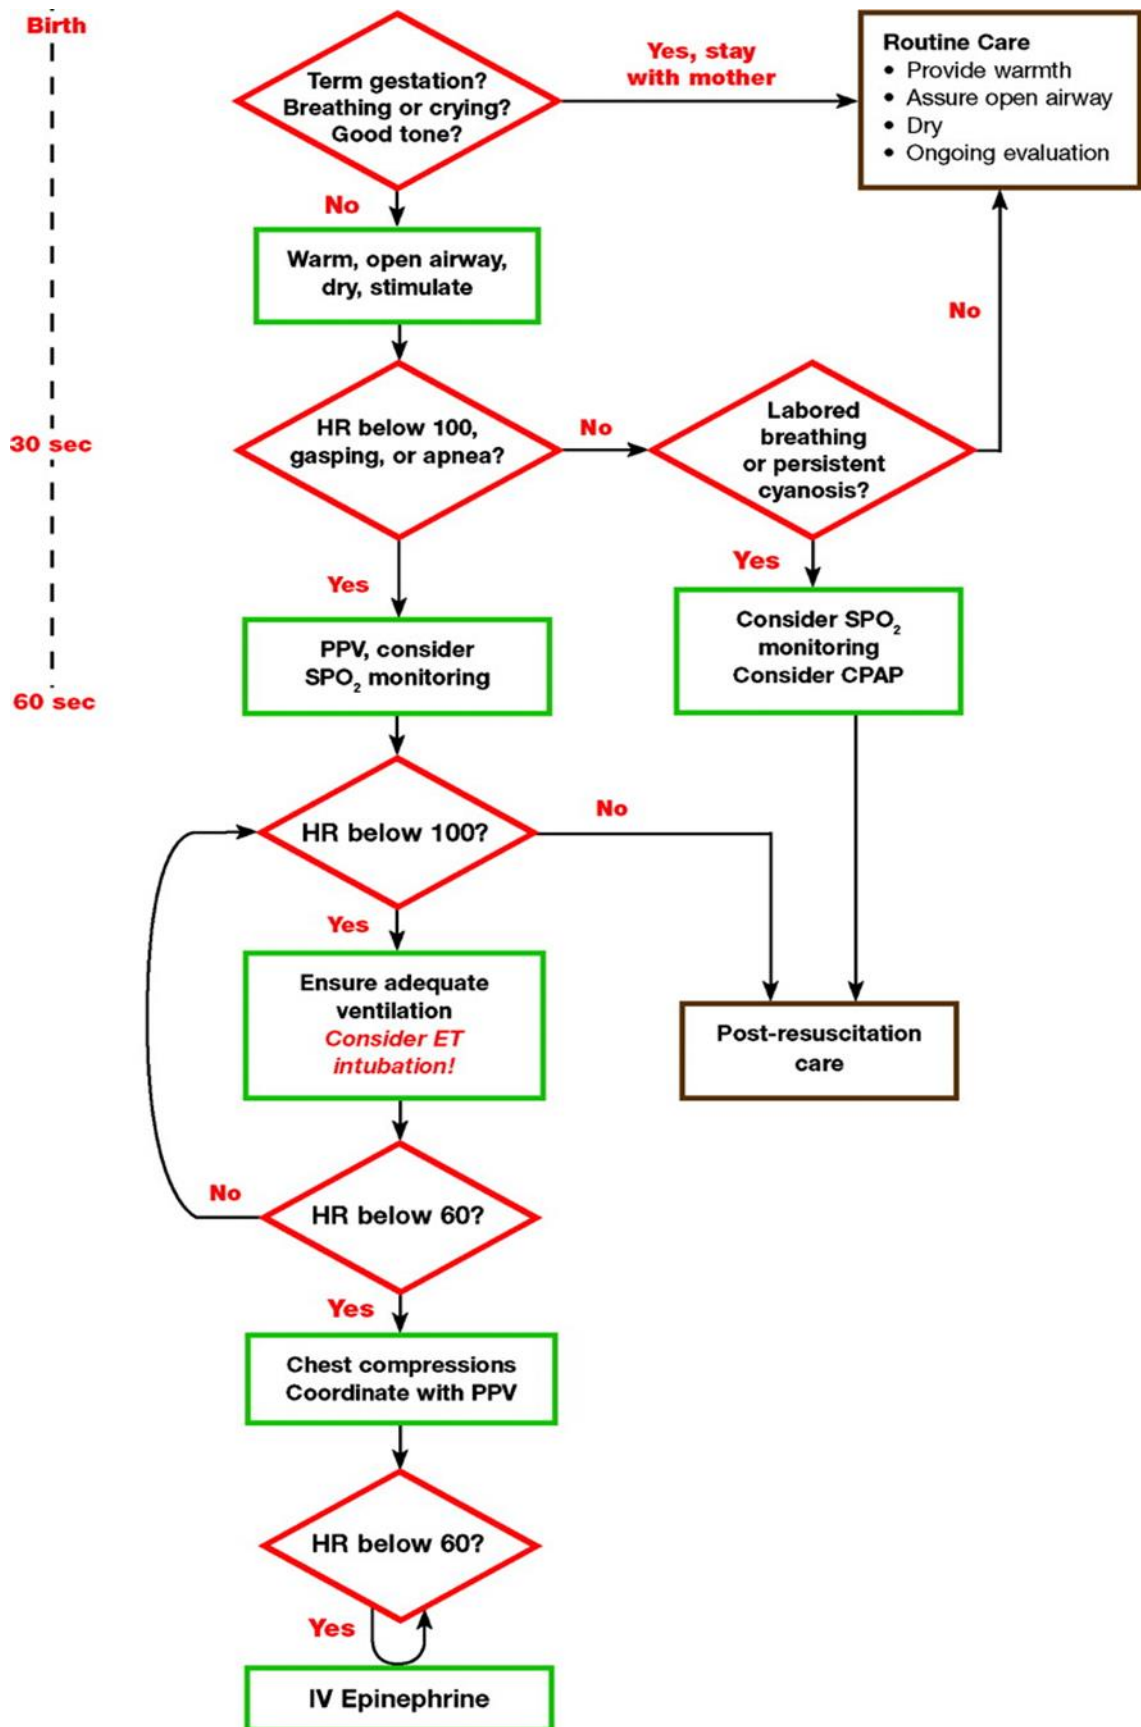 Birth
Term gestation?
Breathing or crying?
Good tone?
Yes, stay
with mother
Routine Care
• Provide warmth
• Assure open airway
• Dry
• Ongoing evaluation
No
Warm, open airway,
dry, stimulate
No
30 sec
HR below 100,
gasping, or apnea?
No
Labored
breathing
or persistent
cyanosis?
Yes
Yes
PPV, consider
SPO₂ monitoring
Consider SPO₂
monitoring
Consider CPAP
60 sec
HR below 100?
No
Yes
Ensure adequate
ventilation
Consider ET
intubation!
Post-resuscitation
care
No
HR below 60?
Yes
Chest compressions
Coordinate with PPV
HR below 60?
Yes
IV Epinephrine